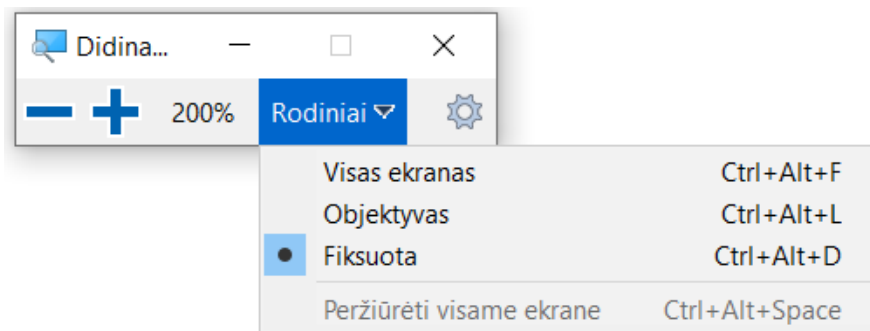 Didina...
200% Rodiniai
Visas ekranas Ctrl+Alt+F
Objektyvas Ctrl+Alt+L
Fiksuota Ctrl+Alt+D
Peržiūrėti visame ekrane Ctrl+Alt+Space